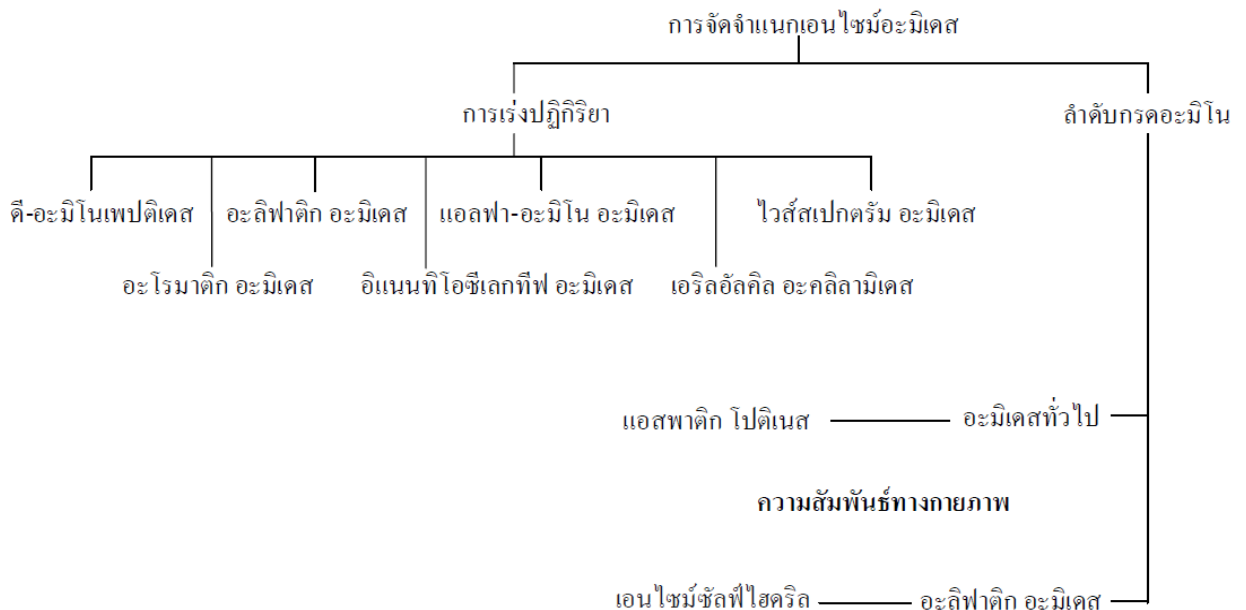 การจัดจำแนกเอนไซม์อะมิเดส
การเร่งปฏิกิริยา
ลำดับกรดอะมิโน
ดี-อะมิโนเพปติเดส
อะลิฟาติก อะมิเดส
แอลฟา-อะมิโน อะมิเดส
ไวส์สเปกตรัม อะมิเดส
อะโรมาติก อะมิเดส
อิแนนทิโอซีเลกทีฟ อะมิเดส
เอริลอัลคิล อะคลิลามิเดส
แอสพาติก โปติเนส
อะมิเดสทั่วไป
ความสัมพันธ์ทางกายภาพ
เอนไซม์ซัลฟ์ไฮดริล
อะลิฟาติก อะมิเดส